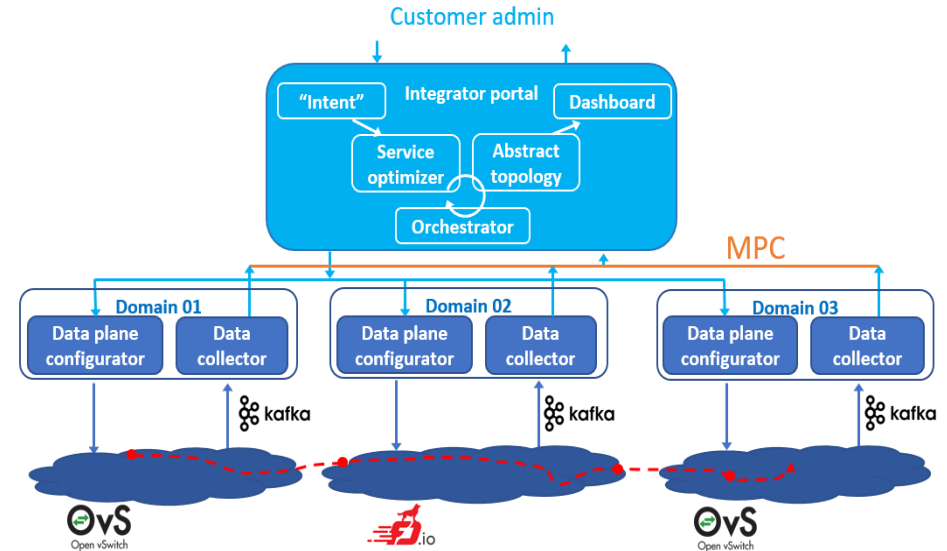 Customer admin
"Intent"
Integrator portal
Dashboard
Service
optimizer
Abstract
topology
Orchestrator
MPC
Domain 01
Data plane
configurator
Data
collector
Domain 02
Data plane
configurator
Data
collector
Domain 03
Data plane
configurator
Data
collector
kafka
kafka
kafka
OvS
Open vSwitch
.io
OvS
Open vSwitch